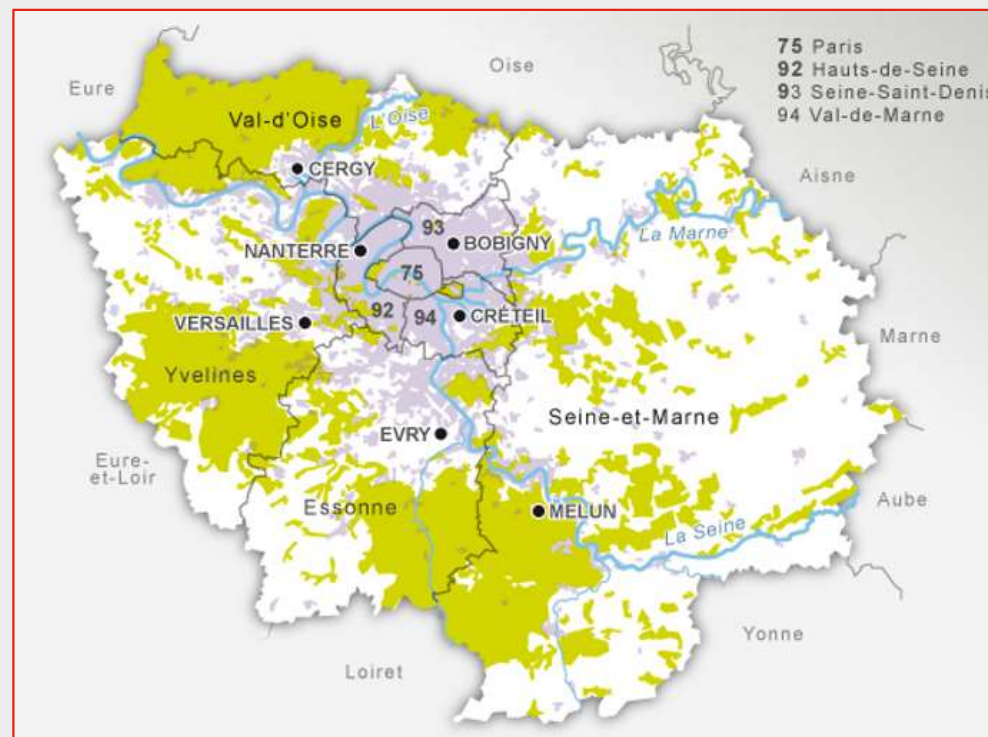 75 Paris
92 Hauts-de-Seine
93 Seine-Saint-Denis
94 Val-de-Marne
Oise
Eure
Val-d'Oise
L'Oise
CERGY
Aisne
La Marne
93
BOBIGNY
NANTERRE
75
92
94
CRÉTEIL
VERSAILLES
Marne
Yvelines
Seine-et-Marne
EVRY
Eure-
et-Loir
Essonne
MELUN
Aube
La Seine
Yonne
Loiret